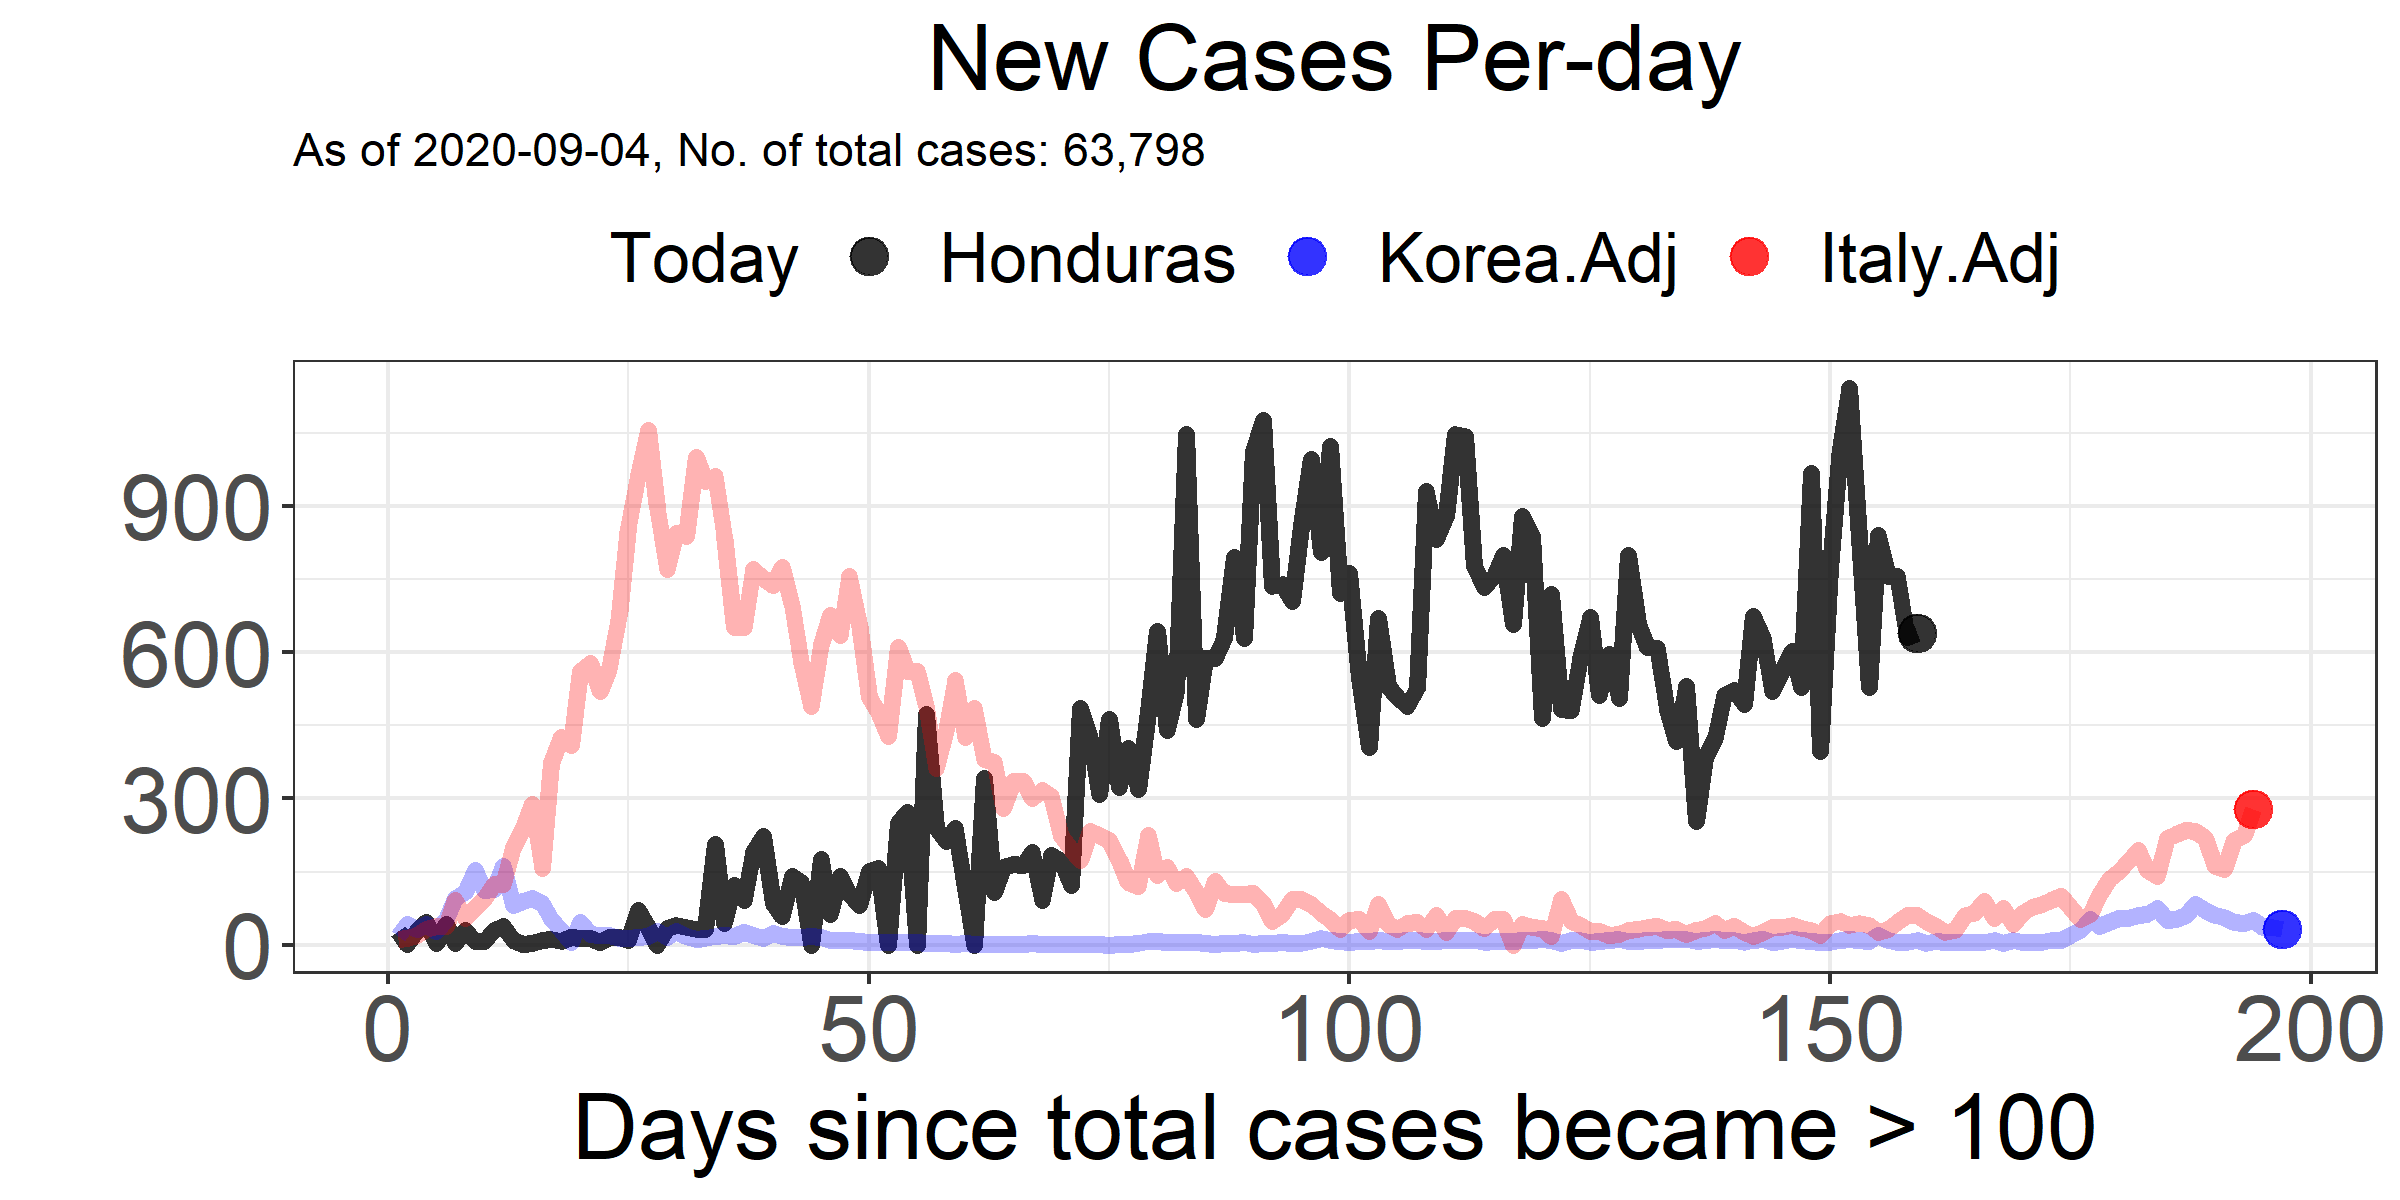 New Cases Per-day
As of 2020-09-04, No. of total cases: 63,798
Today Honduras Korea.Adj Italy.Adj
900
600
300
0
0 50 100 150 200
Days since total cases became > 100